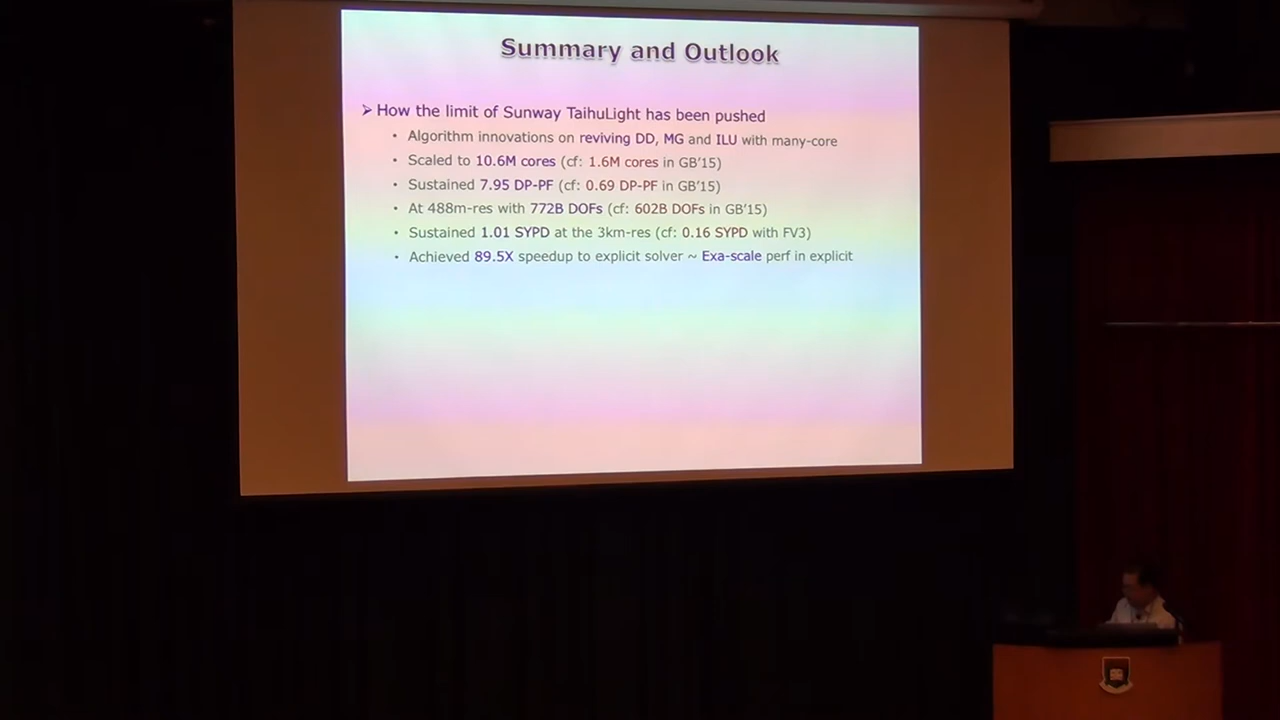 Summary and Outlook
➤ How the limit of Sunway TaihuLight has been pushed
• Algorithm innovations on reviving DD, MG and ILU with many-core
• Scaled to 10.6M cores (cf: 1.6M cores in GB'15)
• Sustained 7.95 DP-PF (cf: 0.69 DP-PF in GB'15)
• At 488m-res with 772B DOFs (cf: 602B DOFs in GB'15)
• Sustained 1.01 SYPD at the 3km-res (cf: 0.16 SYPD with FV3)
• Achieved 89.5X speedup to explicit solver ~ Exa-scale perf in explicit